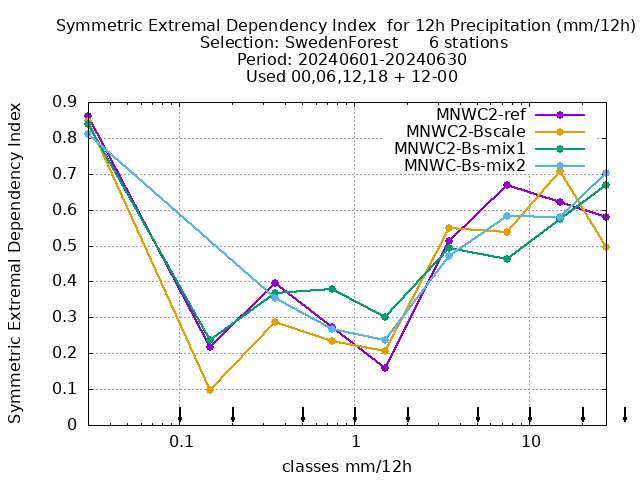 Symmetric Extremal Dependency Index  for 12h Precipitation (mm/12h)
Selection: SwedenForest      6 stations
Period: 20240601-20240630
Used 00,06,12,18 + 12-00
Symmetric Extremal Dependency Index
0.9
0.8
0.7
0.6
0.5
0.4
0.3
0.2
0.1
0
MNWC2-ref
MNWC2-Bscale
MNWC2-Bs-mix1
MNWC-Bs-mix2
0.1 1 10
classes mm/12h